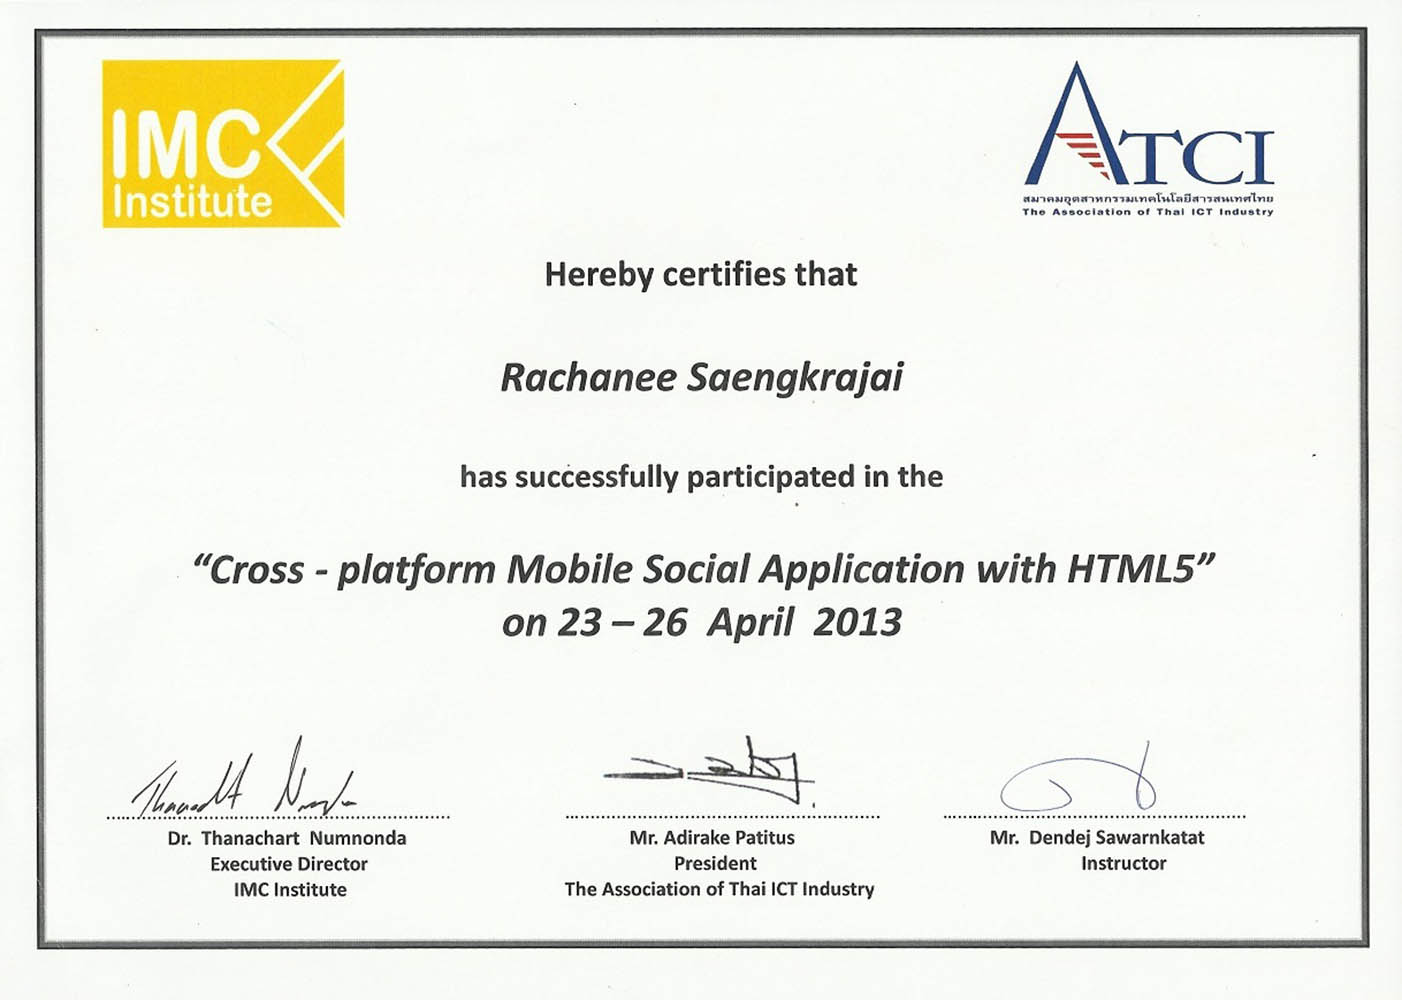 IMC
Institute
ATCI
สมาคมอุตสาหกรรมเทคโนโลยีสารสนเทศไทย
The Association of Thai ICT Industry
Hereby certifies that
Rachanee Saengkrajai
has successfully participated in the
“Cross - platform Mobile Social Application with HTML5”
on 23 – 26 April 2013
Dr. Thanachart Numnonda
Executive Director
IMC Institute
Mr. Adirake Patitus
President
The Association of Thai ICT Industry
Mr. Dendej Sawarnkatat
Instructor